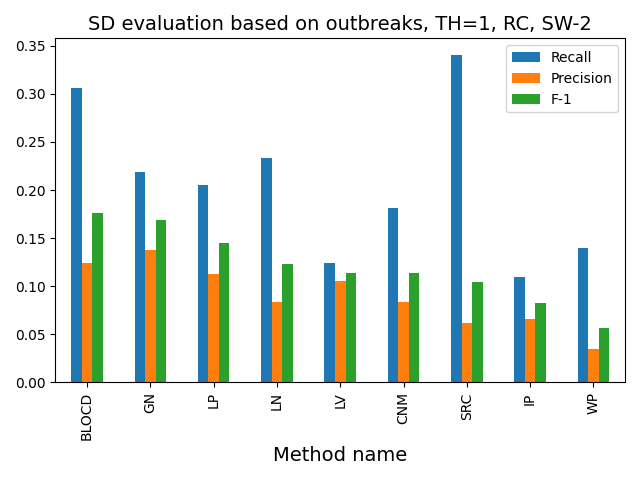 SD evaluation based on outbreaks, TH=1, RC, SW-2
Recall
Precision
F-1
0.35
0.30
0.25
0.20
0.15
0.10
0.05
0.00
BLOCD
GN
LP
LN
LV
CNM
SRC
IP
WP
Method name